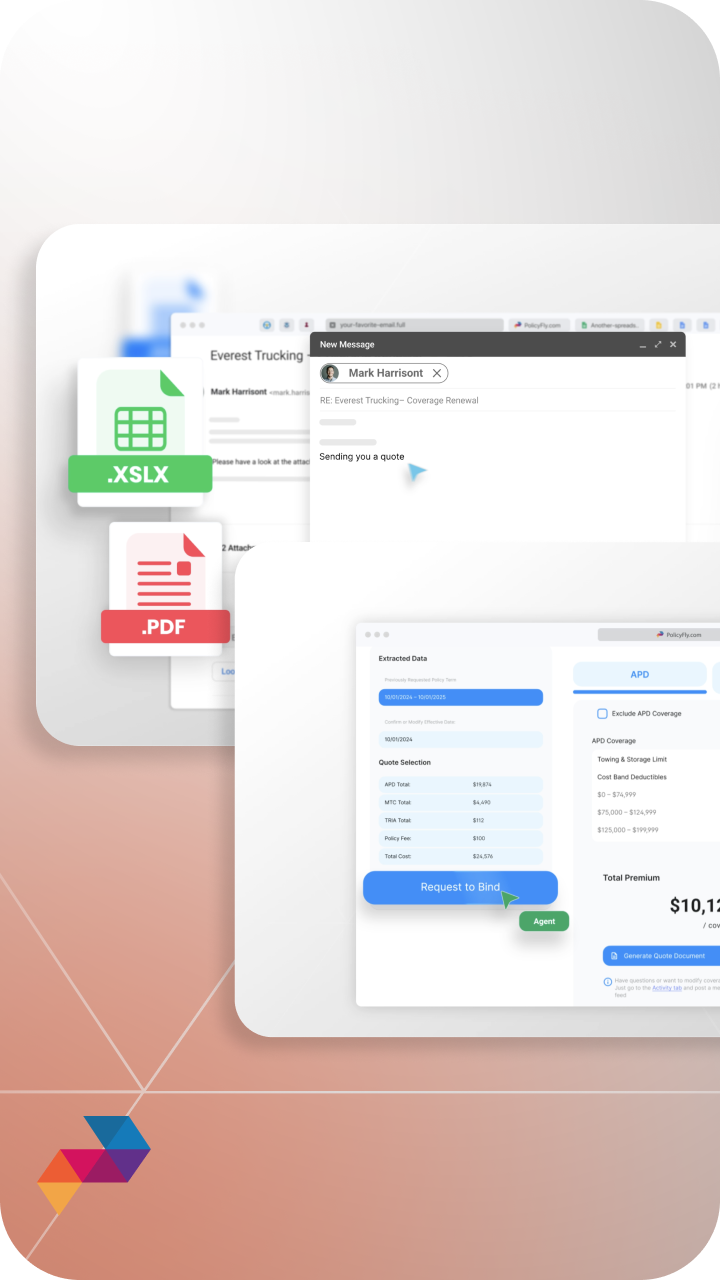 your-favorite-email.full
PolicyFly.com
Another-spreads..
Everest Trucking -
New Message
Mark Harrisont
Mark Harrisont <mark.harris
01 PM (2 h
RE: Everest Trucking– Coverage Renewal
Sending you a quote
Please have a look at the attac
.XSLX
2 Attach
.PDF
Loo
PolicyFly.com
Extracted Data
Previously Requested Policy Term
10/01/2024 – 10/01/2025
Confirm or Modify Effective Date:
10/01/2024
Quote Selection
APD Total: $19,874
MTC Total: $4,490
TRIA Total: $112
Policy Fee: $100
Total Cost: $24,576
Request to Bind
Agent
APD
Exclude APD Coverage
APD Coverage
Towing & Storage Limit
Cost Band Deductibles
$0 – $74,999
$75,000 – $124,999
$125,000 – $199,999
Total Premium
$10,12
/ cov
Generate Quote Document
Have questions or want to modify covera
Just go to the Activity tab and post a me
feed.